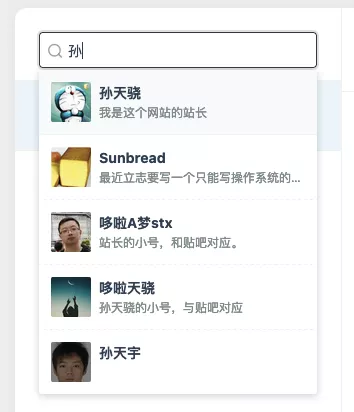 孙
孙天骁
我是这个网站的站长
Sunbread
最近立志要写一个只能写操作系统的...
哆啦A梦stx
站长的小号，和贴吧对应。
哆啦天骁
孙天骁的小号，与贴吧对应
孙天宇